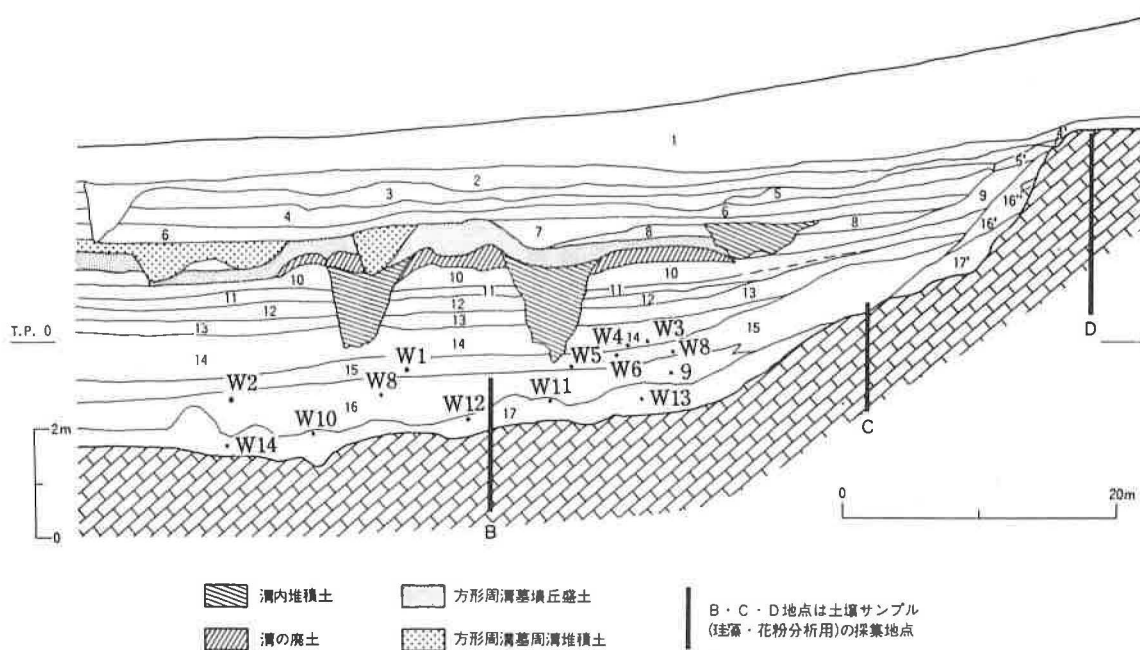 1
2
3
5
4
6
6
7
8
8
9
4'
5'
16''
16'
17'
10
10
10
11
11
11
12
12
12
13
13
13
14
14
14
15
15
16
17
T.P. 0
W1
W2
W3
W4
W5
W6
W8
W8
9
W10
W11
W12
W13
W14
B
C
D
2m
0
0
20m
溝内堆積土
溝の廃土
方形周溝墓墳丘盛土
方形周溝墓周溝堆積土
B・C・D地点は土壌サンプル
(珪藻・花粉分析用)の採集地点